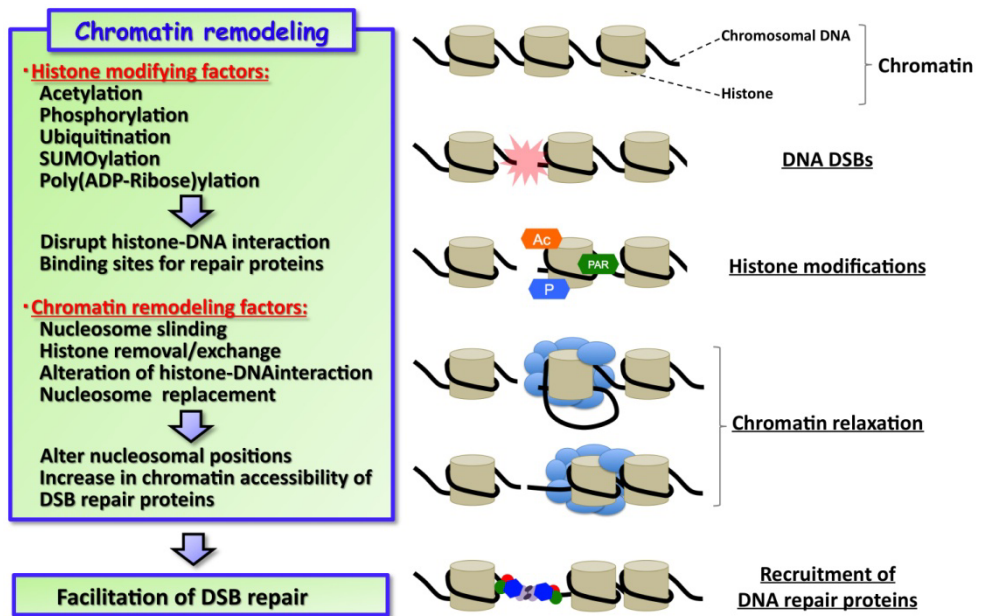 Chromatin remodeling
・Histone modifying factors:
Acetylation
Phosphorylation
Ubiquitination
SUMOylation
Poly(ADP-Ribose)ylation
Disrupt histone-DNA interaction
Binding sites for repair proteins
・Chromatin remodeling factors:
Nucleosome slinding
Histone removal/exchange
Alteration of histone-DNAinteraction
Nucleosome replacement
Alter nucleosomal positions
Increase in chromatin accessibility of
DSB repair proteins
Facilitation of DSB repair
Chromosomal DNA
Histone
Chromatin
DNA DSBs
Ac
PAR
P
Histone modifications
Chromatin relaxation
Recruitment of
DNA repair proteins